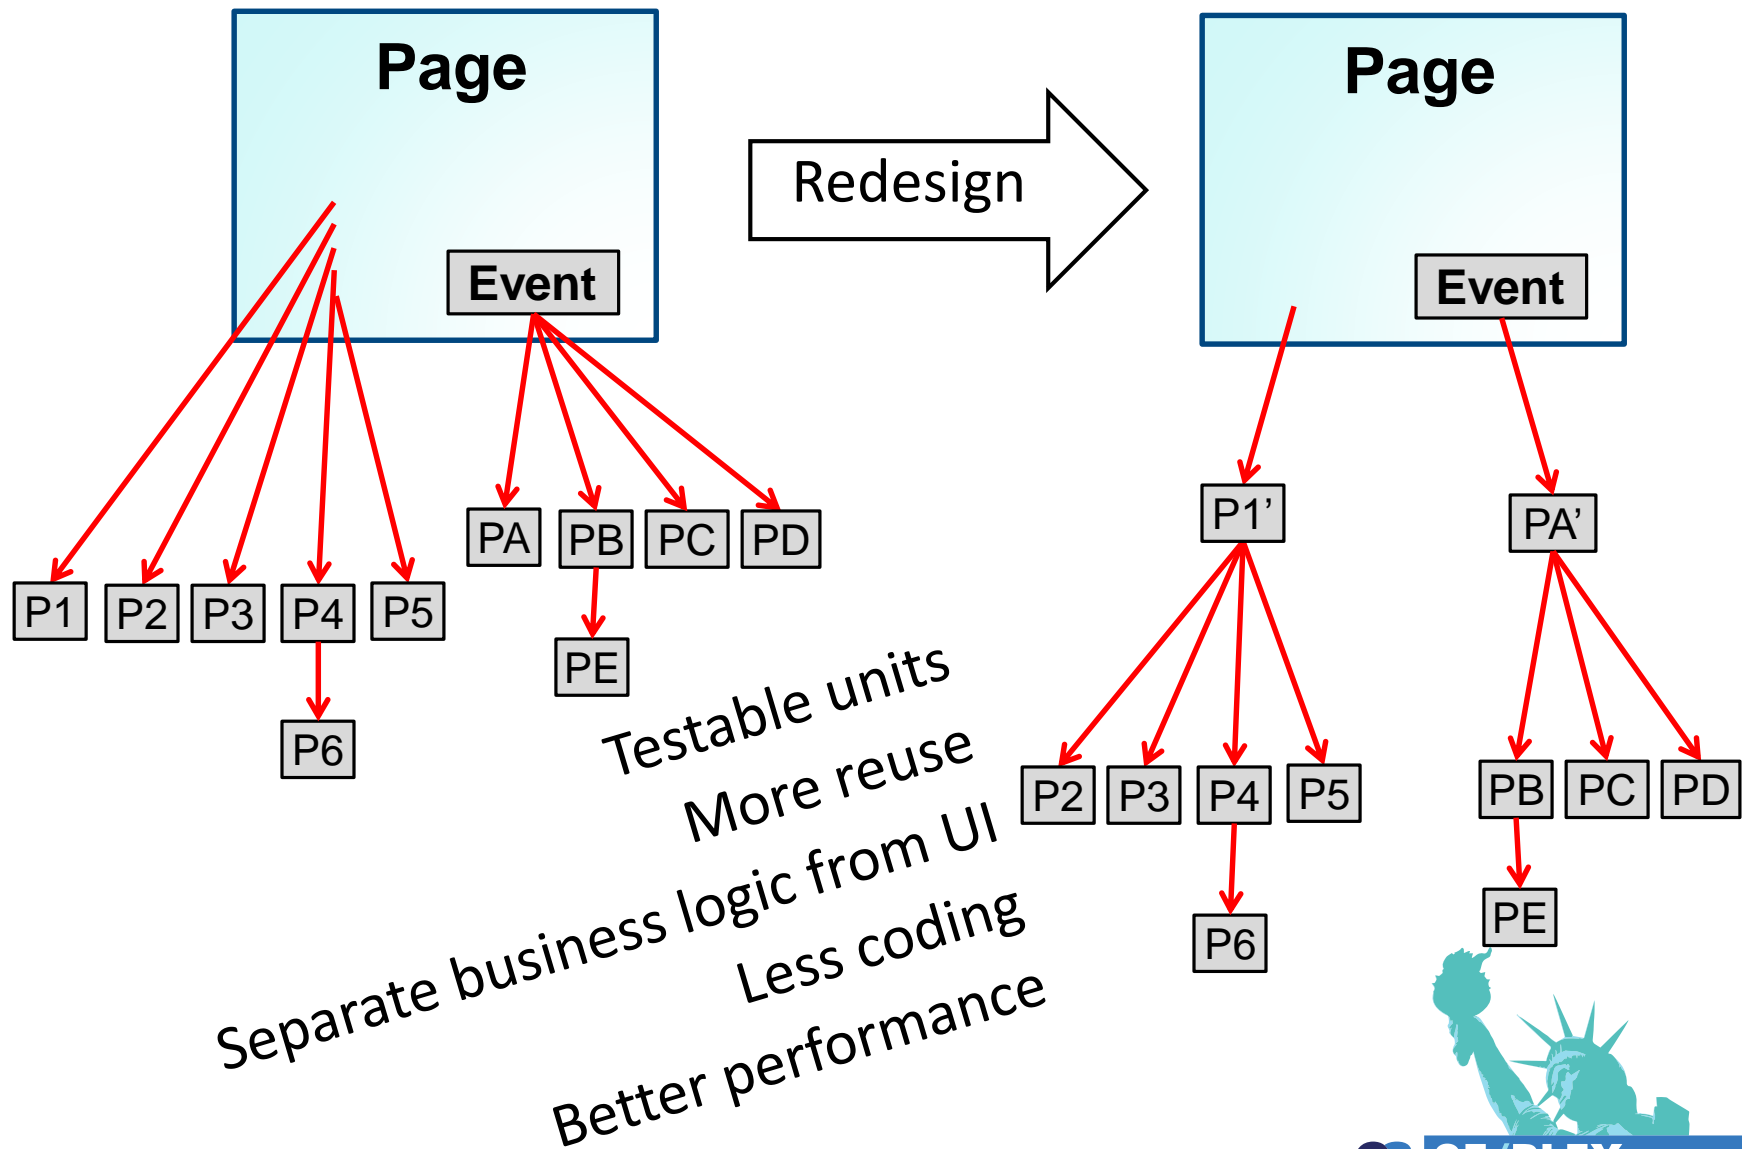 Page
Event
P1
P2
P3
P4
P5
P6
PA
PB
PC
PD
PE
Redesign
Page
Event
P1’
PA’
P2
P3
P4
P5
P6
PB
PC
PD
PE
Testable units
More reuse
Separate business logic from UI
Less coding
Better performance